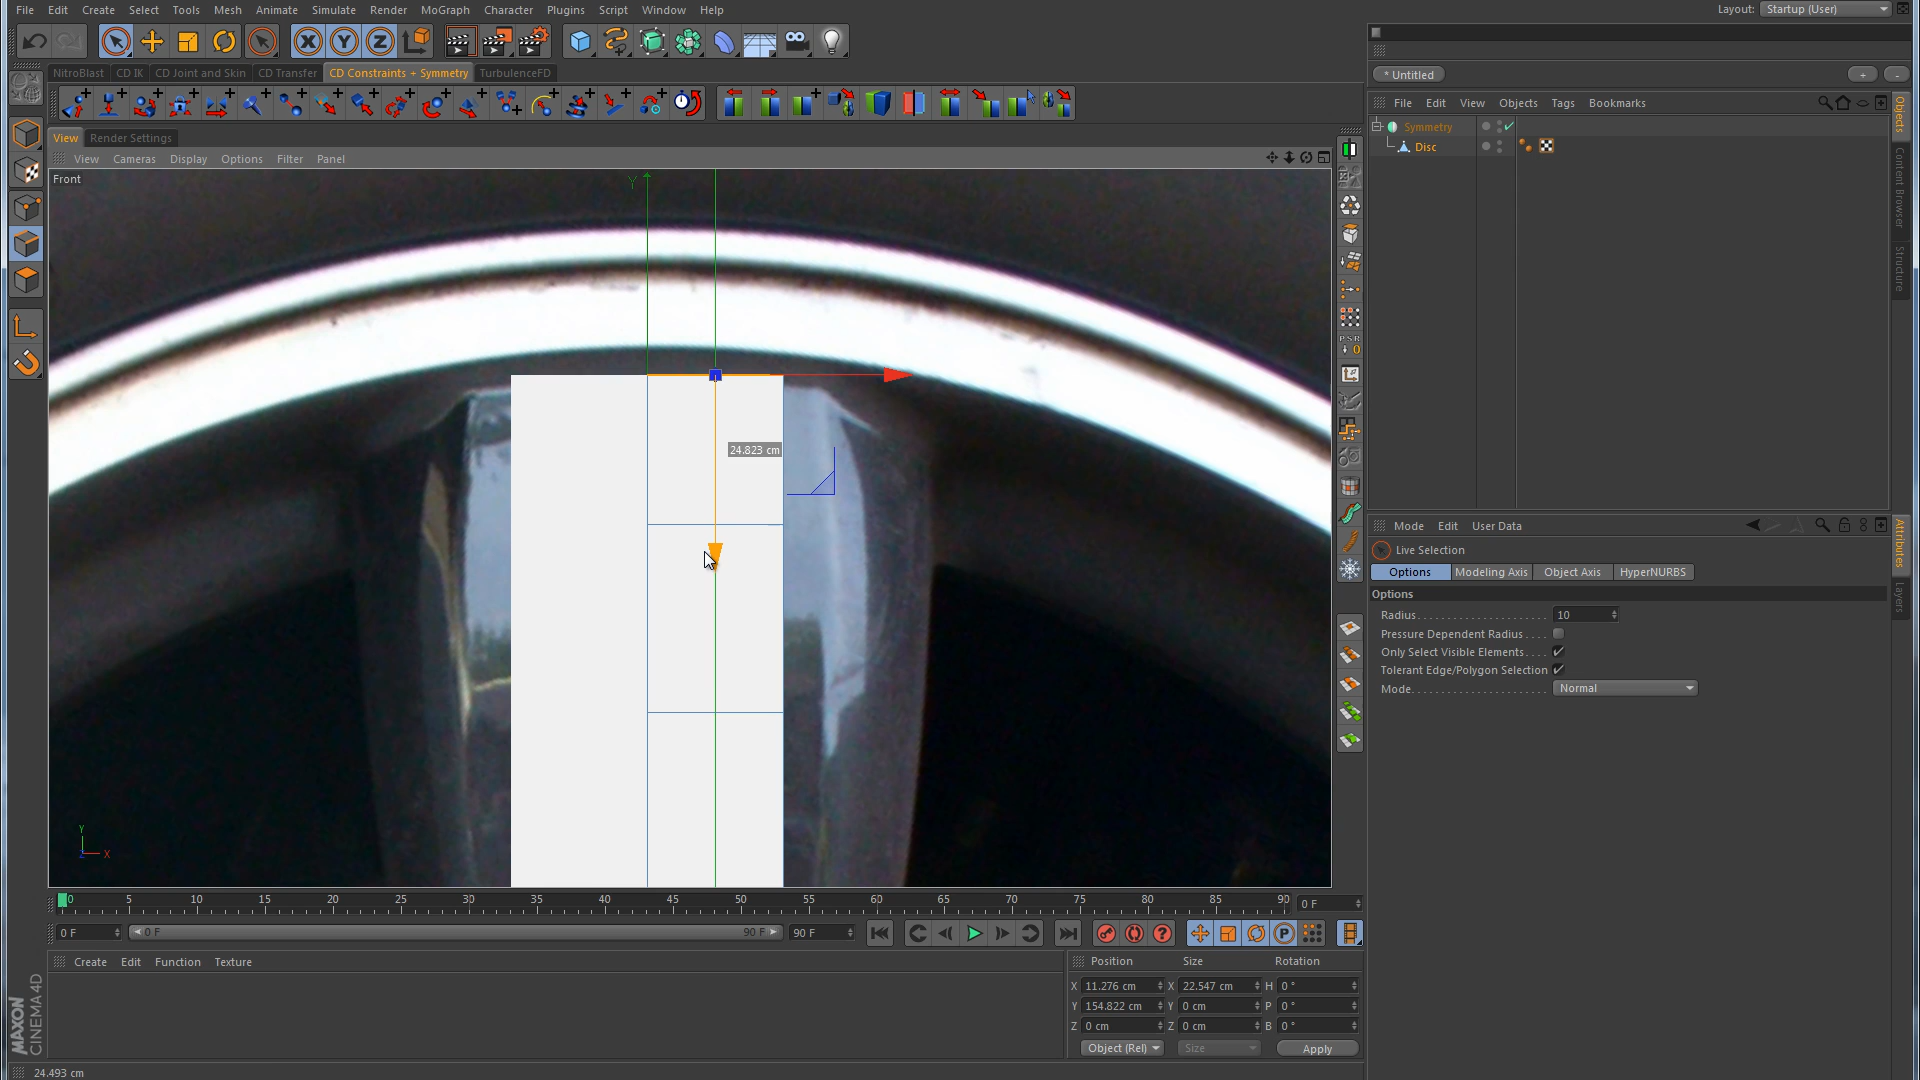 File Edit Create Select Tools Mesh Animate Simulate Render MoGraph Character Plugins Script Window Help
Layout: Startup (User)
X Y Z
NitroBlast CD IK CD Joint and Skin CD Transfer CD Constraints + Symmetry TurbulenceFD
* Untitled + -
File Edit View Objects Tags Bookmarks
Symmetry
Disc
Objects
Content Browser
Structure
View Render Settings
View Cameras Display Options Filter Panel
Front
Y
24.823 cm
P S R
0
Y
Z X
Mode Edit User Data
Live Selection
Options Modeling Axis Object Axis HyperNURBS
Options
Radius 10
Pressure Dependent Radius
Only Select Visible Elements
Tolerant Edge/Polygon Selection
Mode Normal
Attributes
Layers
0 5 10 15 20 25 30 35 40 45 50 55 60 65 70 75 80 85 90 0 F
0 F 0 F 90 F 90 F
? P
Create Edit Function Texture
Position Size Rotation
X 11.276 cm X 22.547 cm H 0 °
Y 154.822 cm Y 0 cm P 0 °
Z 0 cm Z 0 cm B 0 °
Object (Rel) Size Apply
MAXON
CINEMA 4D
24.493 cm